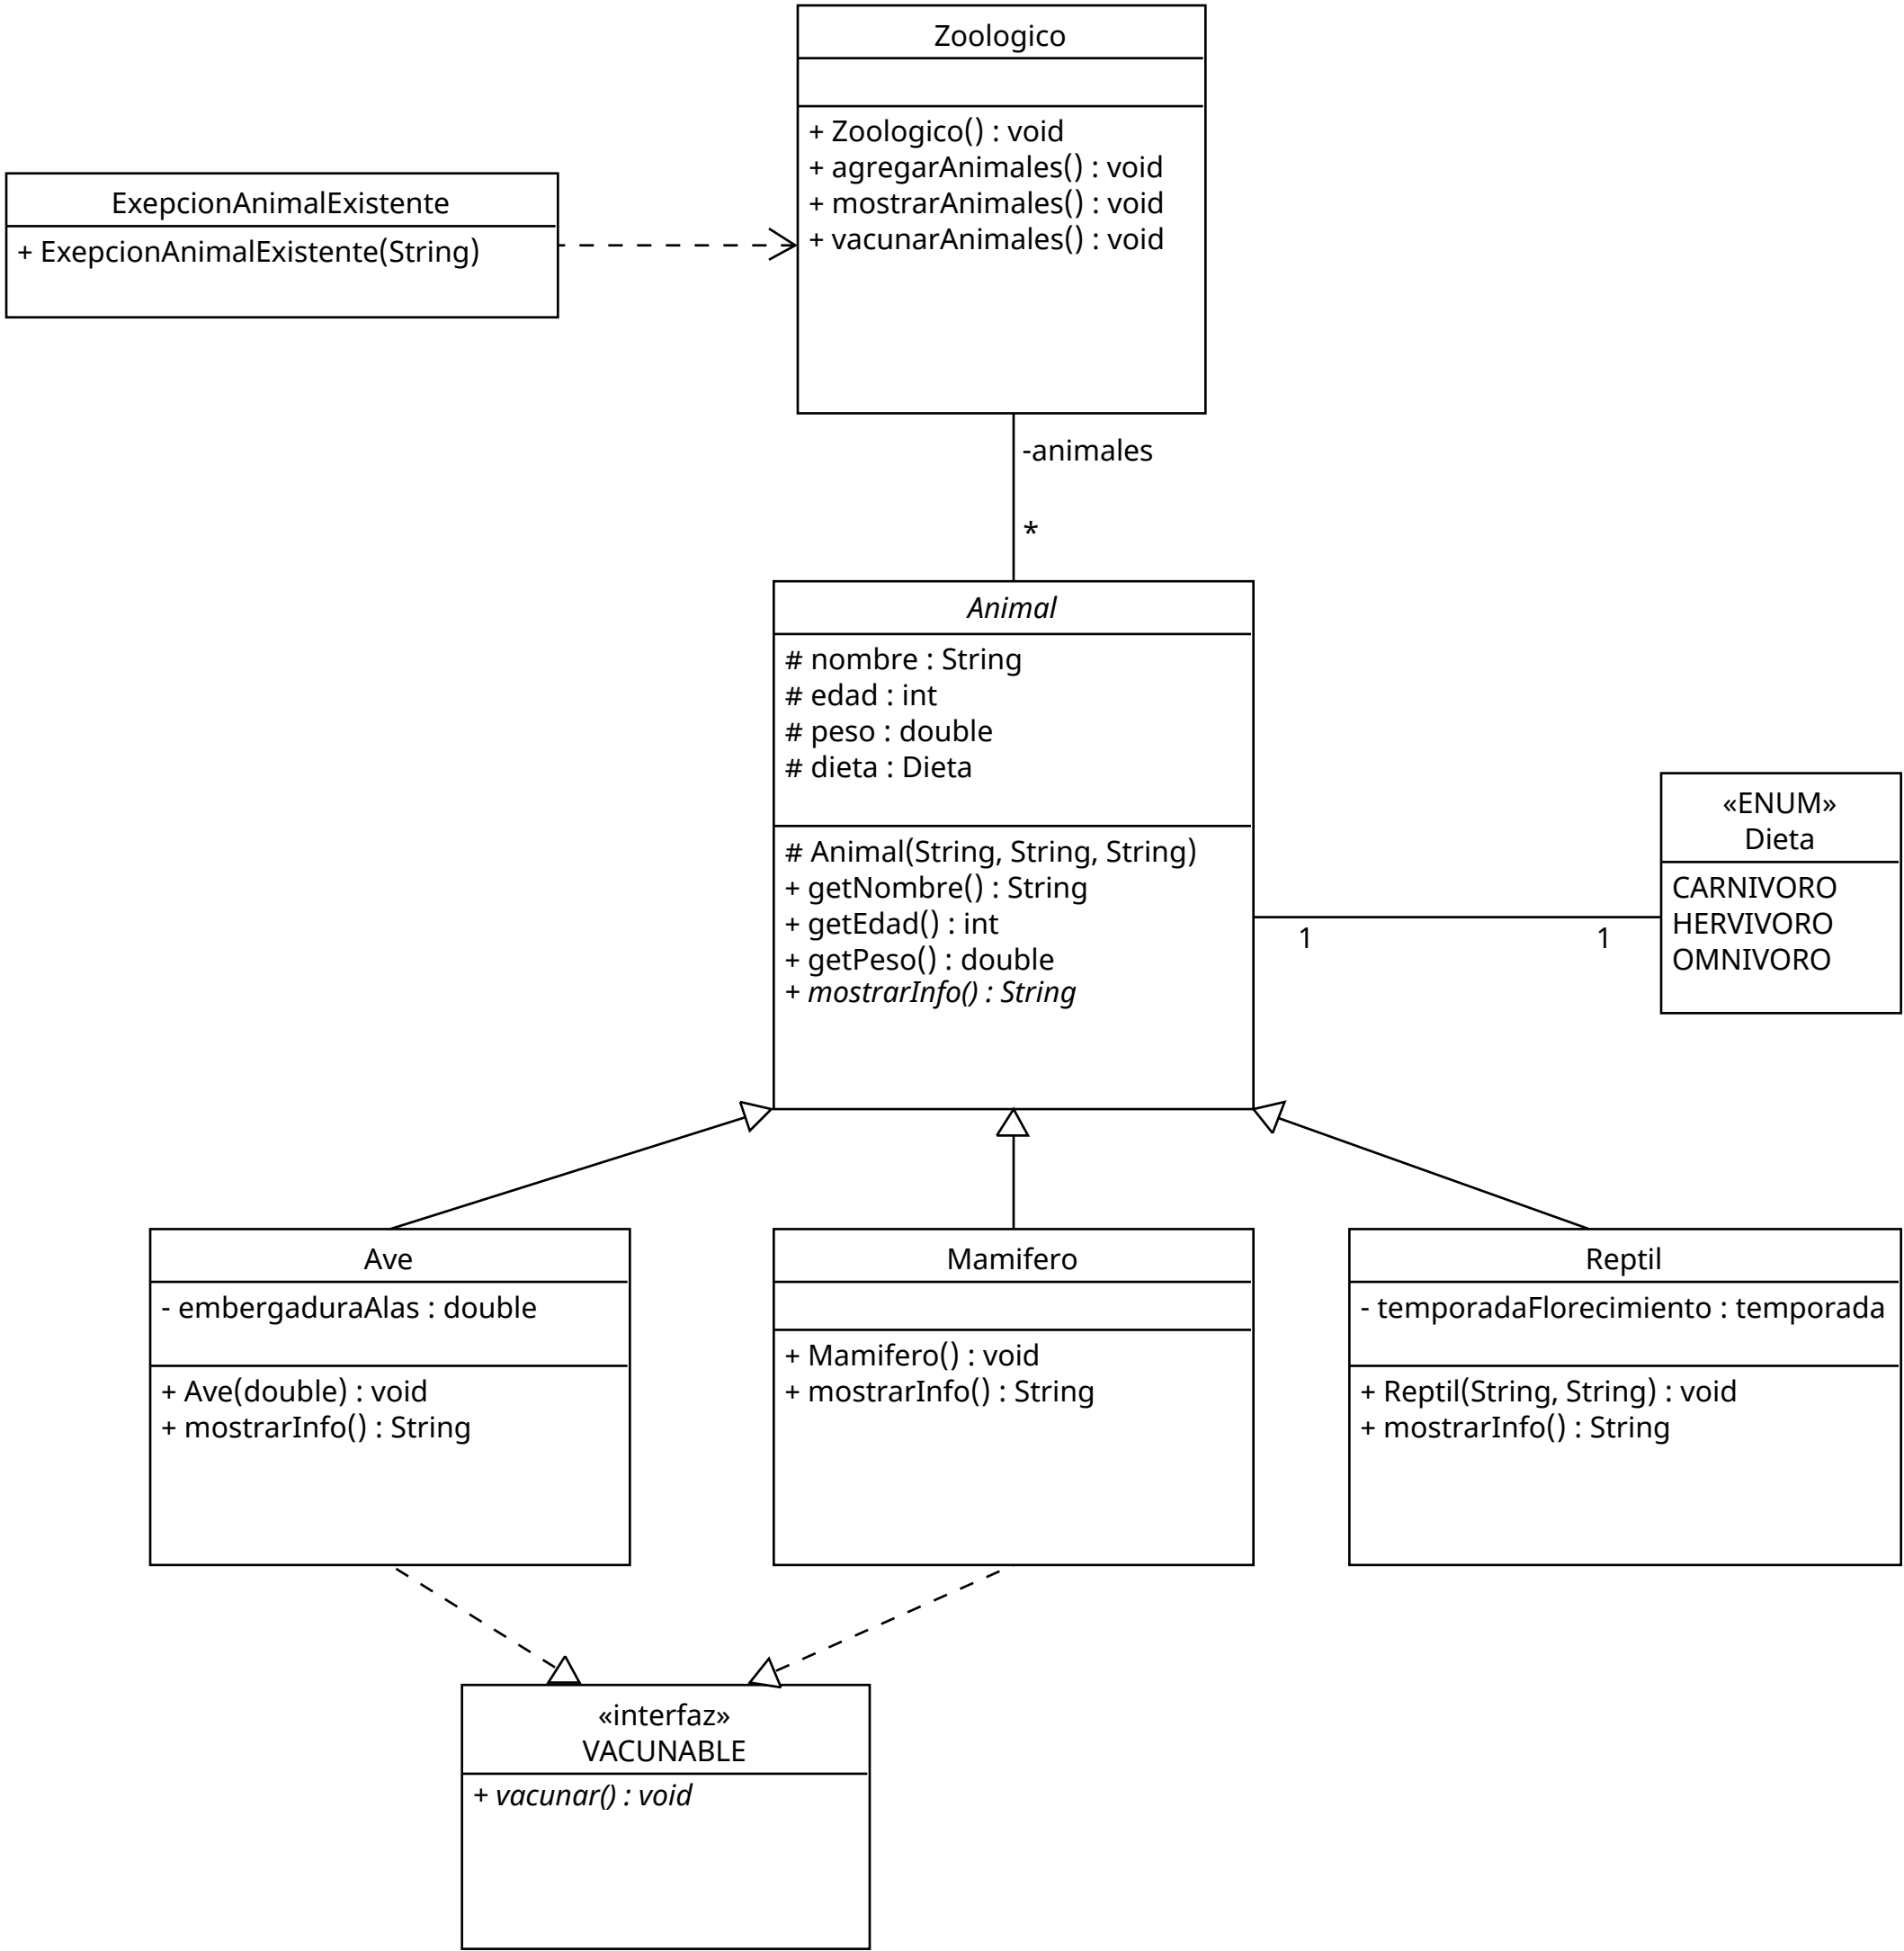 Zoologico
+ Zoologico() : void
+ agregarAnimales() : void
+ mostrarAnimales() : void
+ vacunarAnimales() : void
ExepcionAnimalExistente
+ ExepcionAnimalExistente(String)
-animales
*
Animal
# nombre : String
# edad : int
# peso : double
# dieta : Dieta
# Animal(String, String, String)
+ getNombre() : String
+ getEdad() : int
+ getPeso() : double
+ mostrarInfo() : String
1
1
«ENUM»
Dieta
CARNIVORO
HERVIVORO
OMNIVORO
Ave
- embergaduraAlas : double
+ Ave(double) : void
+ mostrarInfo() : String
Mamifero
+ Mamifero() : void
+ mostrarInfo() : String
Reptil
- temporadaFlorecimiento : temporada
+ Reptil(String, String) : void
+ mostrarInfo() : String
«interfaz»
VACUNABLE
+ vacunar() : void